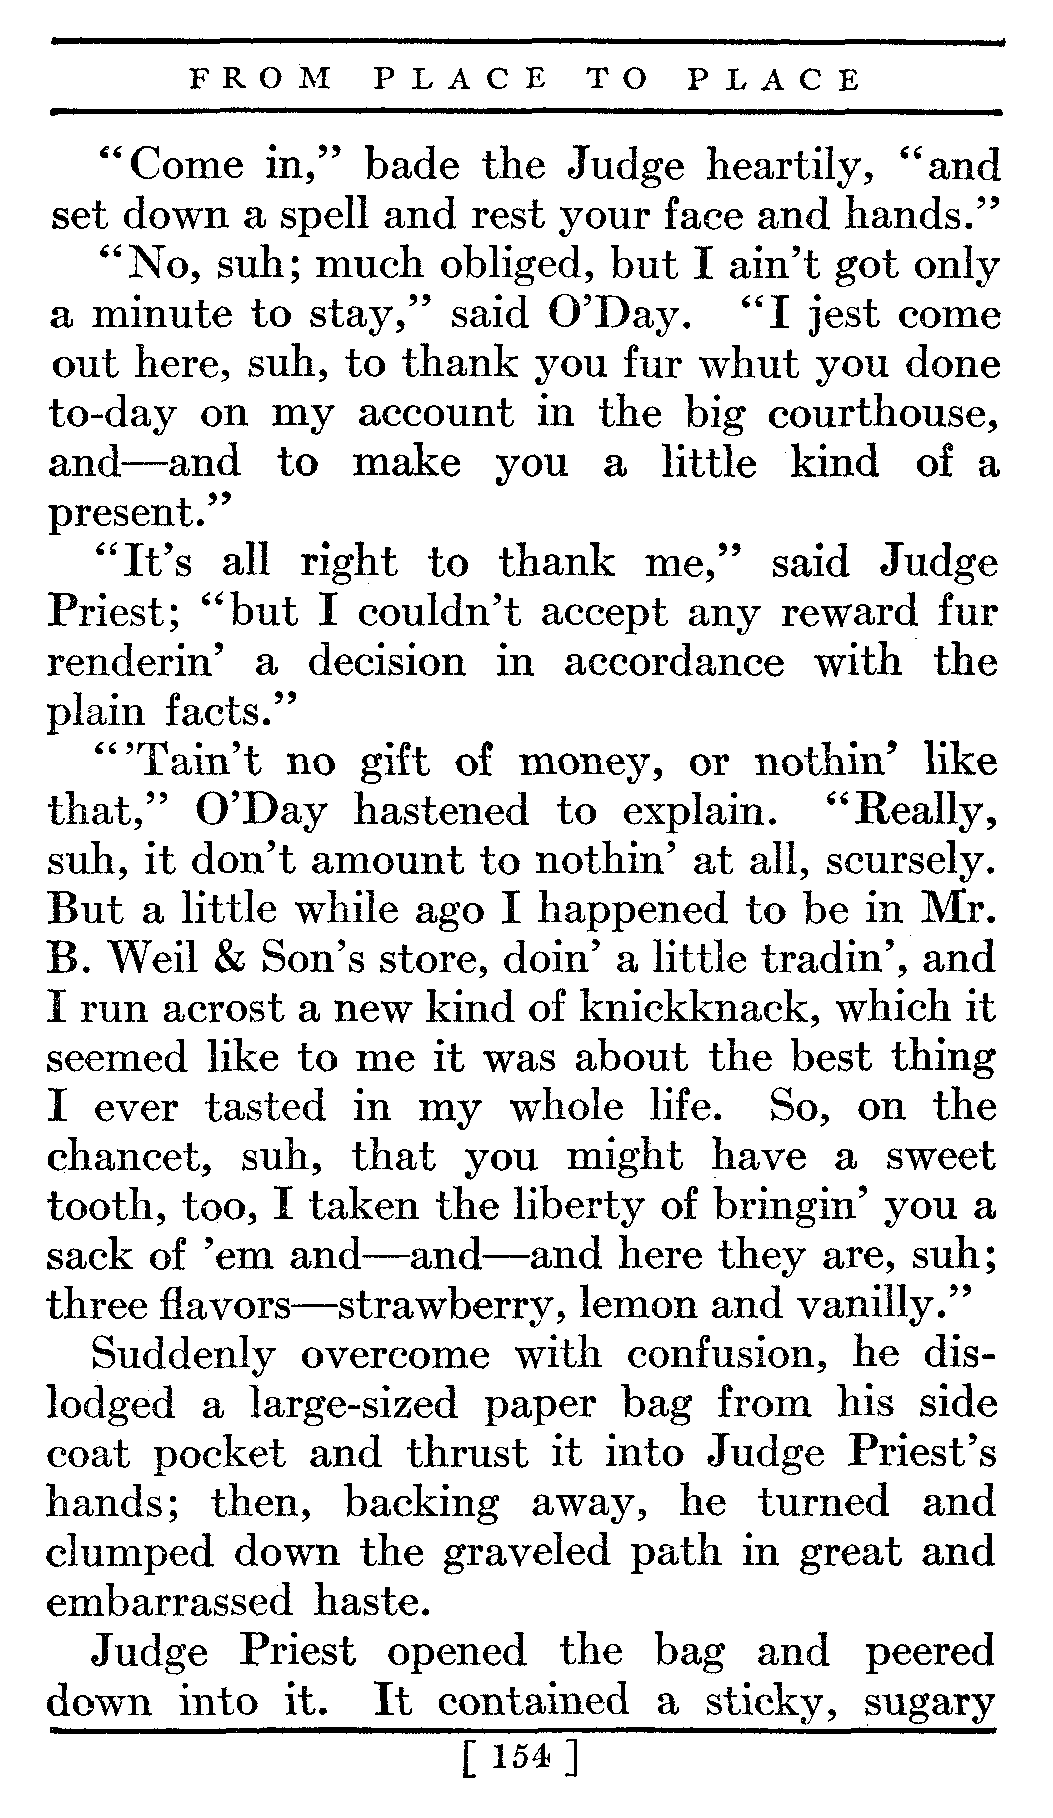 FROM PLACE TO PLACE
“Come in,” bade the Judge heartily, “and
set down a spell and rest your face and hands.”
“No, suh; much obliged, but I ain’t got only
a minute to stay,” said O’Day. “I jest come
out here, suh, to thank you fur whut you done
to-day on my account in the big courthouse,
and—and to make you a little kind of a
present.”
“It’s all right to thank me,” said Judge
Priest; “but I couldn’t accept any reward fur
renderin’ a decision in accordance with the
plain facts.”
“’Tain’t no gift of money, or nothin’ like
that,” O’Day hastened to explain. “Really,
suh, it don’t amount to nothin’ at all, scursely.
But a little while ago I happened to be in Mr.
B. Weil & Son’s store, doin’ a little tradin’, and
I run acrost a new kind of knickknack, which it
seemed like to me it was about the best thing
I ever tasted in my whole life. So, on the
chancet, suh, that you might have a sweet
tooth, too, I taken the liberty of bringin’ you a
sack of ’em and—and—and here they are, suh;
three flavors—strawberry, lemon and vanilly.”
Suddenly overcome with confusion, he dis-
lodged a large-sized paper bag from his side
coat pocket and thrust it into Judge Priest’s
hands; then, backing away, he turned and
clumped down the graveled path in great and
embarrassed haste.
Judge Priest opened the bag and peered
down into it. It contained a sticky, sugary
[ 154 ]